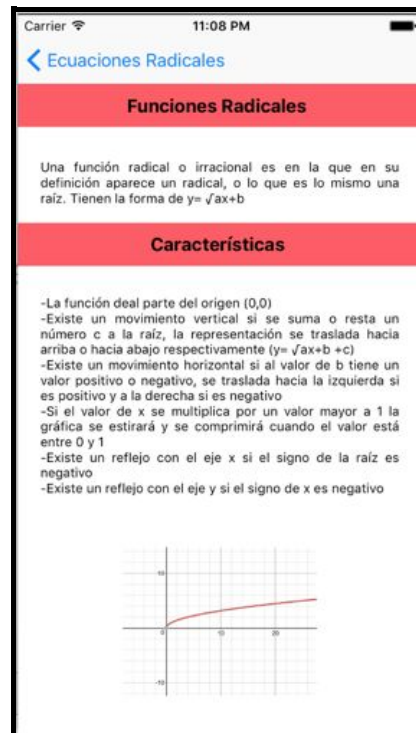 Carrier 11:08 PM
Ecuaciones Radicales
Funciones Radicales
Una función radical o irracional es en la que en su
definición aparece un radical, o lo que es lo mismo una
raíz. Tienen la forma de y= √ax+b
Características
-La función deal parte del origen (0,0)
-Existe un movimiento vertical si se suma o resta un
número c a la raíz, la representación se traslada hacia
arriba o hacia abajo respectivamente (y= √ax+b +c)
-Existe un movimiento horizontal si al valor de b tiene un
valor positivo o negativo, se traslada hacia la izquierda si
es positivo y a la derecha si es negativo
-Si el valor de x se multiplica por un valor mayor a 1 la
gráfica se estirará y se comprimirá cuando el valor está
entre 0 y 1
-Existe un reflejo con el eje x si el signo de la raíz es
negativo
-Existe un reflejo con el eje y si el signo de x es negativo
10
0 10 20
-10